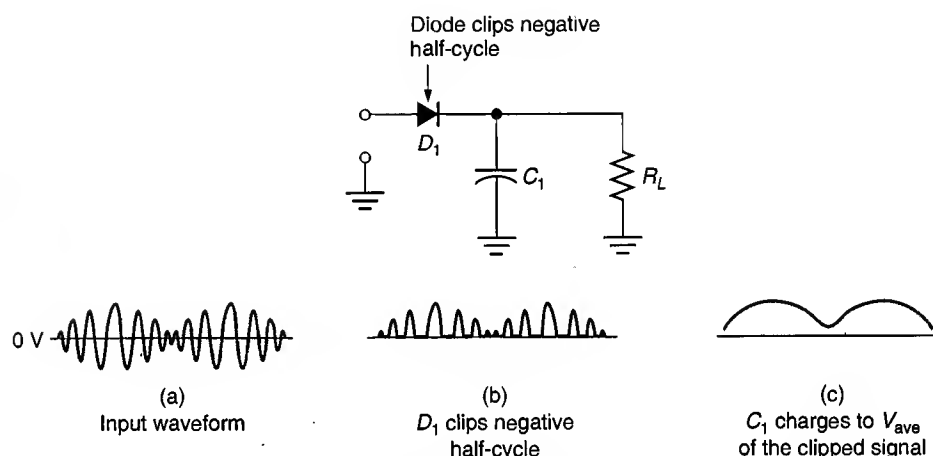 Diode clips negative
half-cycle
D1
C1
RL
0 V
(a)
Input waveform
(b)
D1 clips negative
half-cycle
(c)
C1 charges to Vave
of the clipped signal